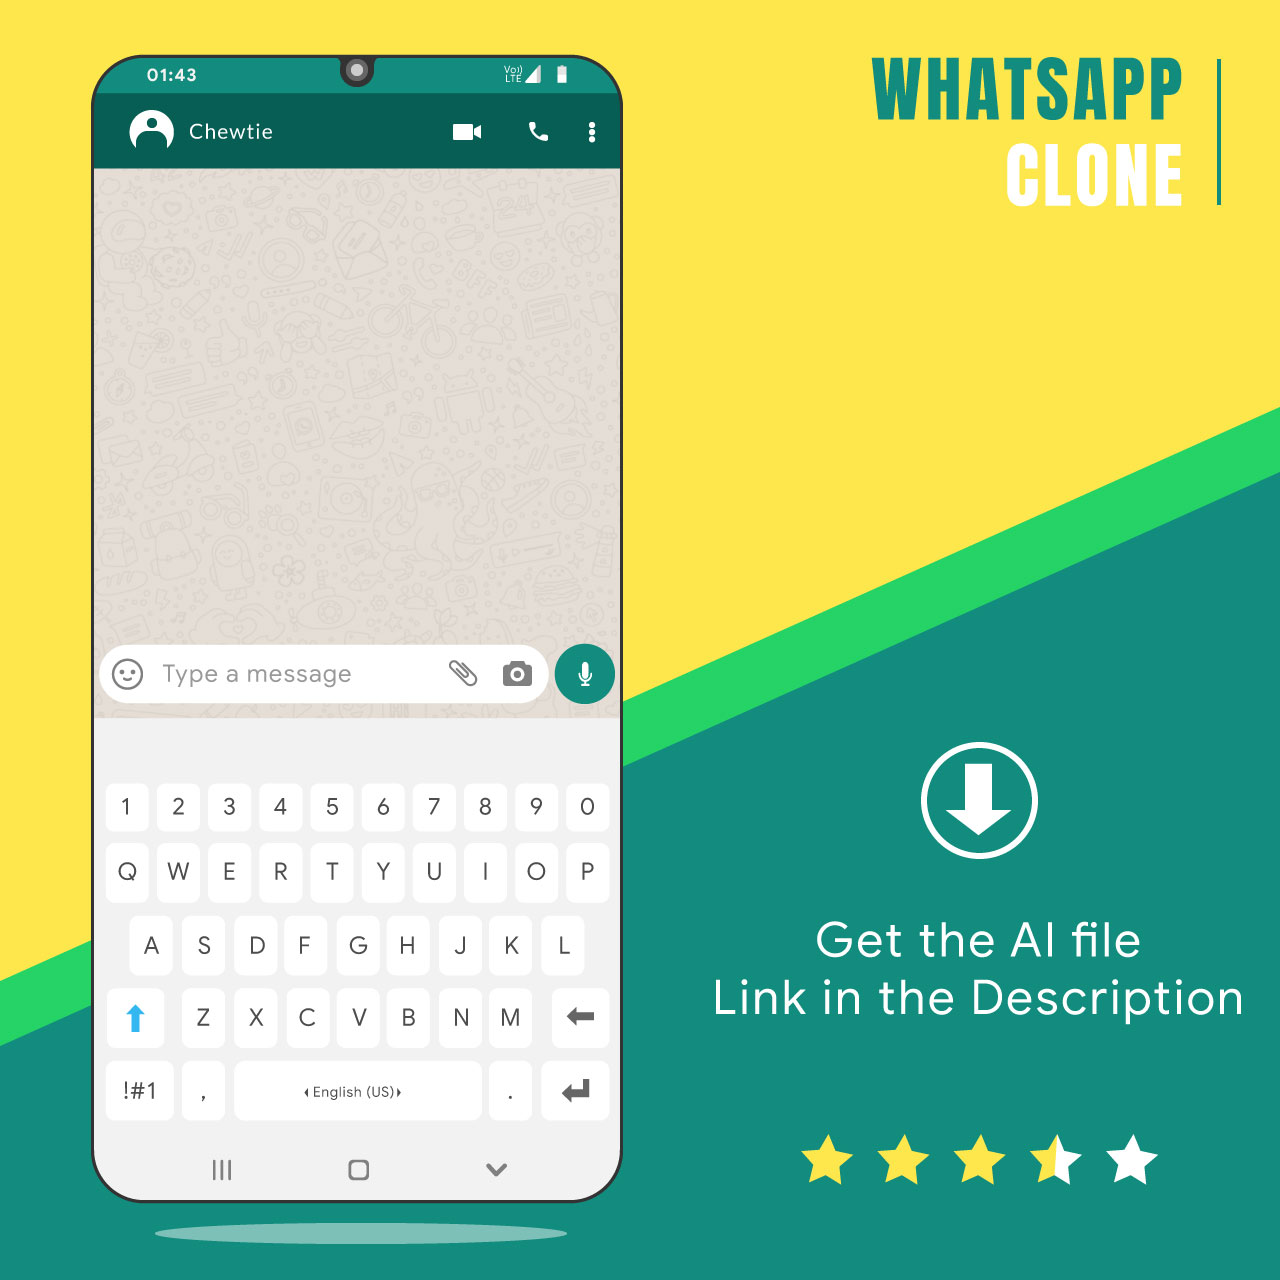 01:43
Vo))
LTE
Chewtie
WHATSAPP
CLONE
Type a message
1 2 3 4 5 6 7 8 9 0
Q W E R T Y U I O P
A S D F G H J K L
Z X C V B N M
!#1 , English (US) .
Get the AI file
Link in the Description